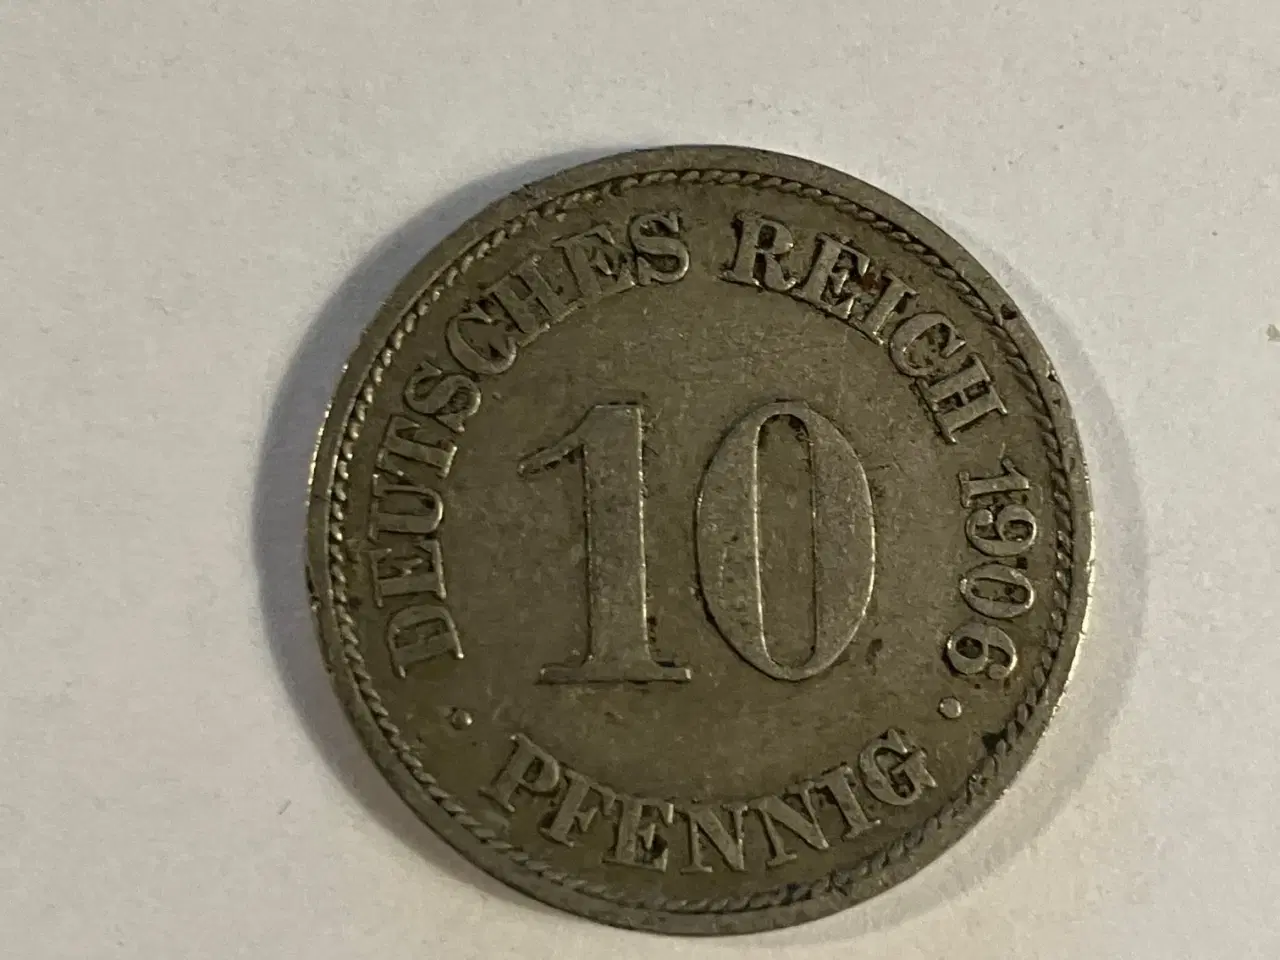 DEUTSCHES REICH 1906
10
· PFENNIG ·